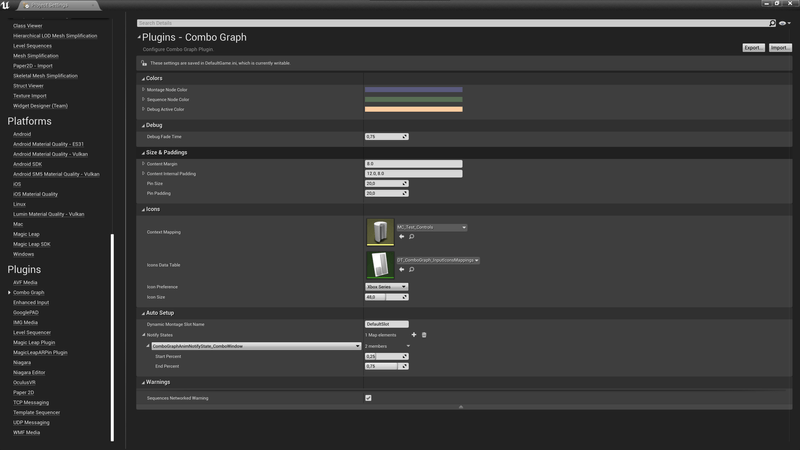 Project Settings
Class Viewer
Hierarchical LOD Mesh Simplification
Level Sequences
Mesh Simplification
Paper2D - Import
Skeletal Mesh Simplification
Struct Viewer
Texture Import
Widget Designer (Team)
Platforms
Android
Android Material Quality - ES31
Android Material Quality - Vulkan
Android SDK
Android SM5 Material Quality - Vulkan
iOS
iOS Material Quality
Linux
Lumin Material Quality - Vulkan
Mac
Magic Leap
Magic Leap SDK
Windows
Plugins
AVF Media
Combo Graph
Enhanced Input
GooglePAD
IMG Media
Level Sequencer
Magic Leap Plugin
MagicLeapARPin Plugin
Niagara
Niagara Editor
OculusVR
Paper 2D
TCP Messaging
Template Sequencer
UDP Messaging
WMF Media
Search Details
Plugins - Combo Graph
Configure Combo Graph Plugin
Export...
Import...
These settings are saved in DefaultGame.ini, which is currently writable.
Colors
Montage Node Color
Sequence Node Color
Debug Active Color
Debug
Debug Fade Time
0,75
Size & Paddings
Content Margin
8.0
Content Internal Padding
12.0, 8.0
Pin Size
20,0
Pin Padding
20,0
Icons
Context Mapping
MC_Test_Controls
Icons Data Table
DT_ComboGraph_InputIconsMappings
Icon Preference
Xbox Series
Icon Size
48,0
Auto Setup
Dynamic Montage Slot Name
DefaultSlot
Notify States
1 Map elements
ComboGraphAnimNotifyState_ComboWindow
2 members
Start Percent
0,25
End Percent
0,75
Warnings
Sequences Networked Warning